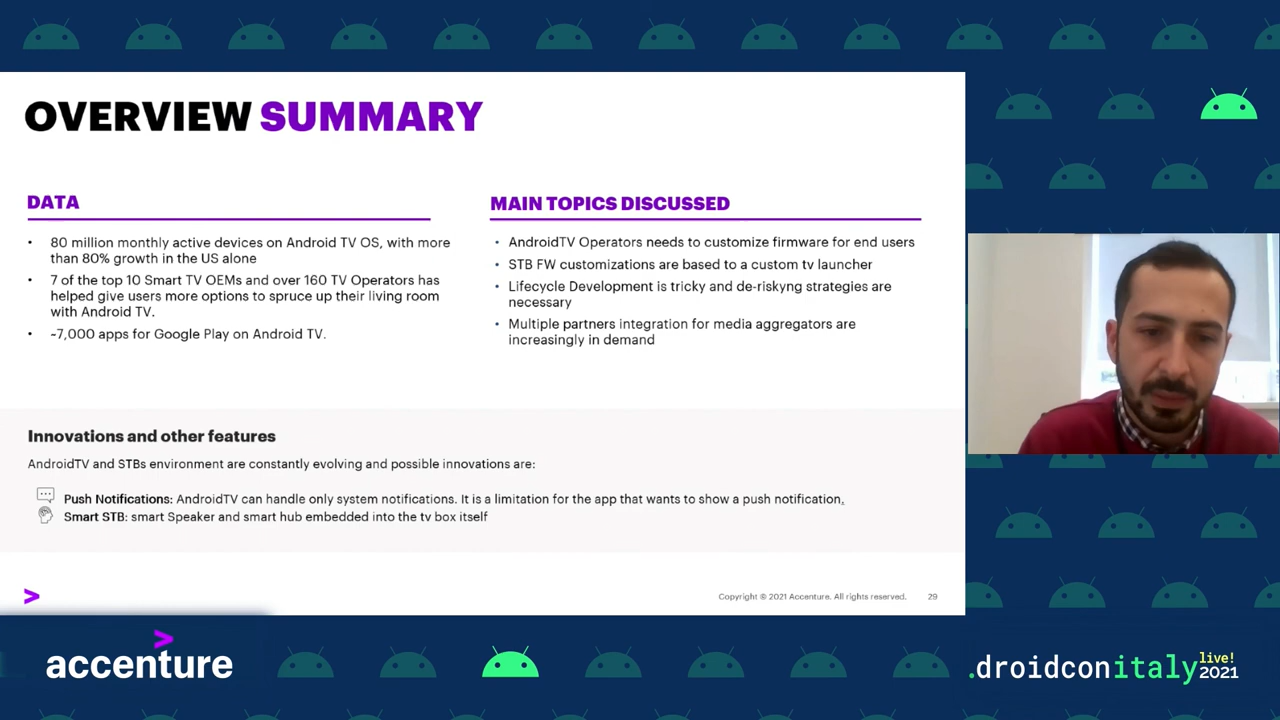 OVERVIEW SUMMARY
DATA
• 80 million monthly active devices on Android TV OS, with more
than 80% growth in the US alone
• 7 of the top 10 Smart TV OEMs and over 160 TV Operators has
helped give users more options to spruce up their living room
with Android TV.
• ~7,000 apps for Google Play on Android TV.
MAIN TOPICS DISCUSSED
• AndroidTV Operators needs to customize firmware for end users
• STB FW customizations are based to a custom tv launcher
• Lifecycle Development is tricky and de-riskyng strategies are
necessary
• Multiple partners integration for media aggregators are
increasingly in demand
Innovations and other features
AndroidTV and STBs environment are constantly evolving and possible innovations are:
Push Notifications: AndroidTV can handle only system notifications. It is a limitation for the app that wants to show a push notification.
Smart STB: smart Speaker and smart hub embedded into the tv box itself
Copyright © 2021 Accenture. All rights reserved. 29
accenture
.droidconitaly live! 2021